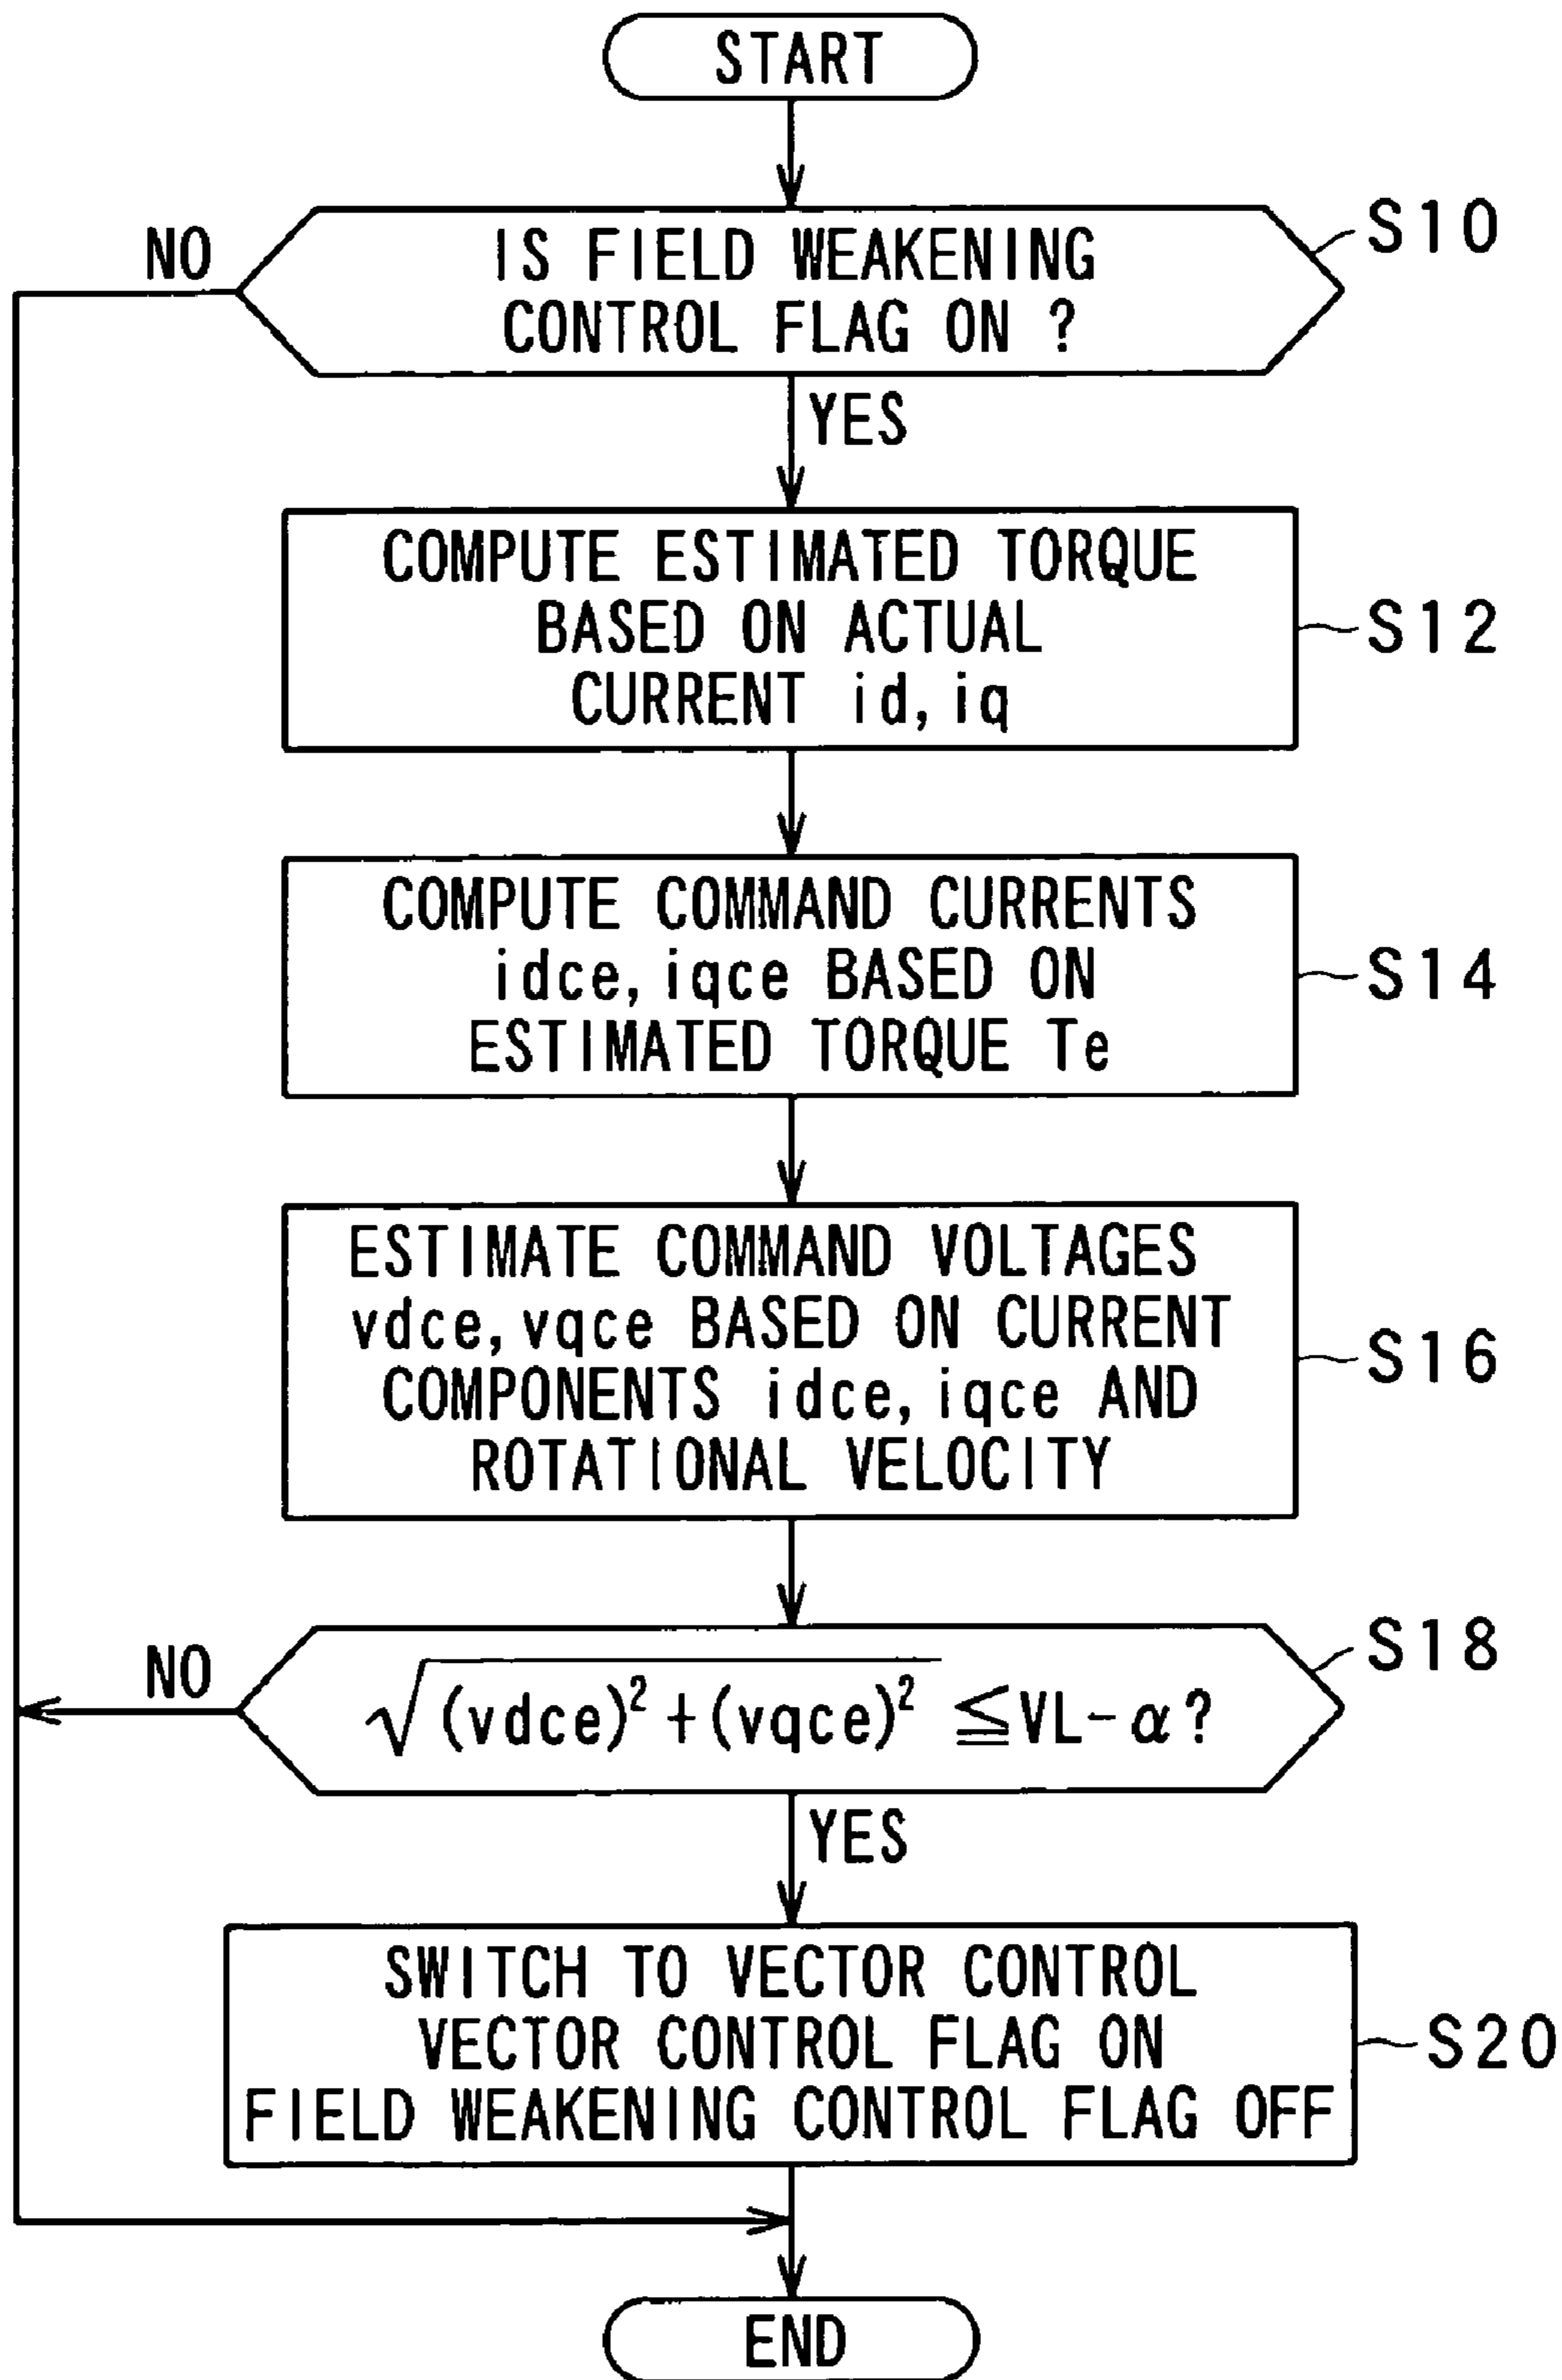 START
NO
IS FIELD WEAKENING
CONTROL FLAG ON ?
S10
YES
COMPUTE ESTIMATED TORQUE
BASED ON ACTUAL
CURRENT id, iq
S12
COMPUTE COMMAND CURRENTS
idce, iqce BASED ON
ESTIMATED TORQUE Te
S14
ESTIMATE COMMAND VOLTAGES
vdce, vqce BASED ON CURRENT
COMPONENTS idce, iqce AND
ROTATIONAL VELOCITY
S16
NO
√(vdce)²+(vqce)² ≦VL-α?
S18
YES
SWITCH TO VECTOR CONTROL
VECTOR CONTROL FLAG ON
FIELD WEAKENING CONTROL FLAG OFF
S20
END